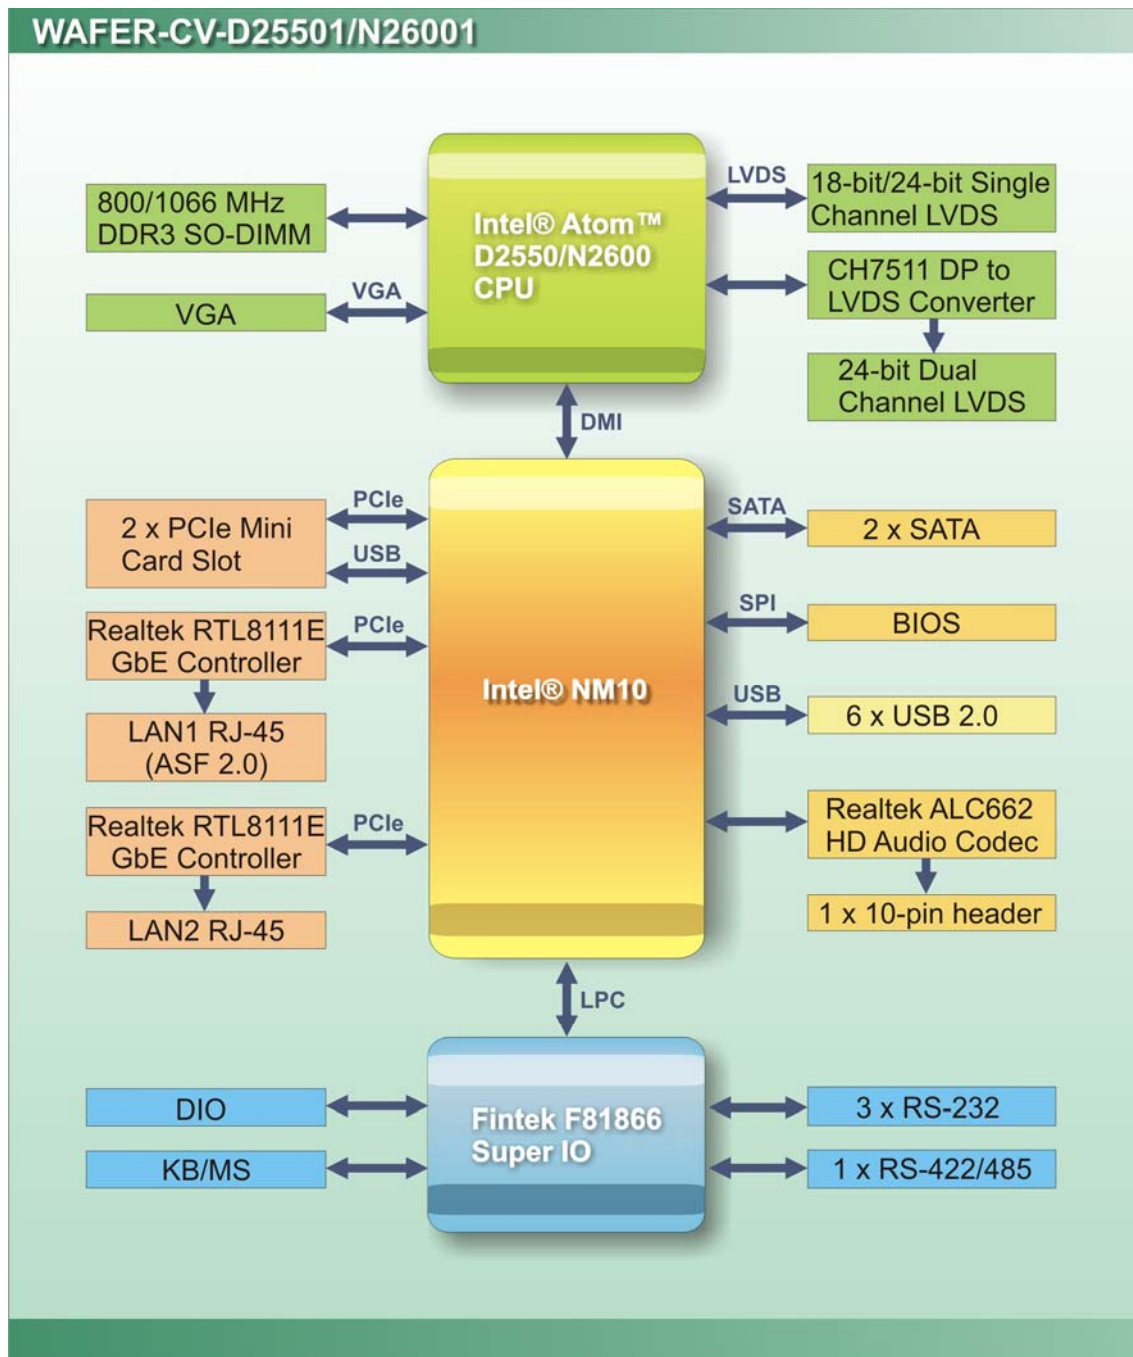 WAFER-CV-D25501/N26001
800/1066 MHz
DDR3 SO-DIMM
VGA
VGA
Intel® Atom™
D2550/N2600
CPU
LVDS
18-bit/24-bit Single
Channel LVDS
CH7511 DP to
LVDS Converter
24-bit Dual
Channel LVDS
DMI
2 x PCIe Mini
Card Slot
PCIe
USB
Realtek RTL8111E
GbE Controller
PCIe
LAN1 RJ-45
(ASF 2.0)
Realtek RTL8111E
GbE Controller
PCIe
LAN2 RJ-45
Intel® NM10
SATA
2 x SATA
SPI
BIOS
USB
6 x USB 2.0
Realtek ALC662
HD Audio Codec
1 x 10-pin header
LPC
DIO
KB/MS
Fintek F81866
Super IO
3 x RS-232
1 x RS-422/485